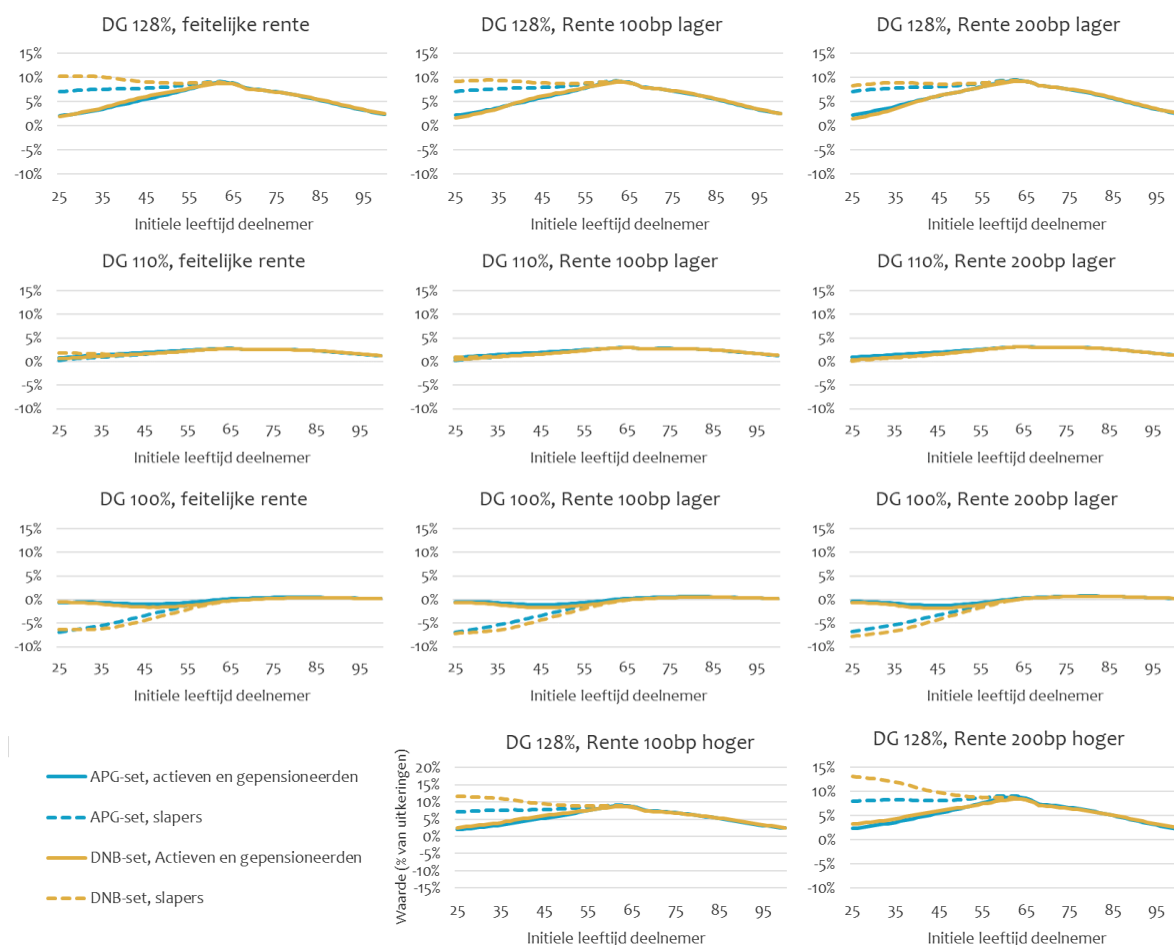 DG 128%, feitelijke rente
15%
10%
5%
0%
-5%
-10%
25 35 45 55 65 75 85 95
Initiele leeftijd deelnemer
DG 128%, Rente 100bp lager
15%
10%
5%
0%
-5%
-10%
25 35 45 55 65 75 85 95
Initiele leeftijd deelnemer
DG 128%, Rente 200bp lager
15%
10%
5%
0%
-5%
-10%
25 35 45 55 65 75 85 95
Initiele leeftijd deelnemer
DG 110%, feitelijke rente
15%
10%
5%
0%
-5%
-10%
25 35 45 55 65 75 85 95
Initiele leeftijd deelnemer
DG 110%, Rente 100bp lager
15%
10%
5%
0%
-5%
-10%
25 35 45 55 65 75 85 95
Initiele leeftijd deelnemer
DG 110%, Rente 200bp lager
15%
10%
5%
0%
-5%
-10%
25 35 45 55 65 75 85 95
Initiele leeftijd deelnemer
DG 100%, feitelijke rente
15%
10%
5%
0%
-5%
-10%
25 35 45 55 65 75 85 95
Initiele leeftijd deelnemer
DG 100%, Rente 100bp lager
15%
10%
5%
0%
-5%
-10%
25 35 45 55 65 75 85 95
Initiele leeftijd deelnemer
DG 100%, Rente 200bp lager
15%
10%
5%
0%
-5%
-10%
25 35 45 55 65 75 85 95
Initiele leeftijd deelnemer
APG-set, actieven en gepensioneerden
APG-set, slapers
DNB-set, Actieven en gepensioneerden
DNB-set, slapers
DG 128%, Rente 100bp hoger
Waarde (% van uitkeringen)
20%
15%
10%
5%
0%
-5%
-10%
-15%
25 35 45 55 65 75 85 95
Initiele leeftijd deelnemer
DG 128%, Rente 200bp hoger
15%
10%
5%
0%
-5%
-10%
25 35 45 55 65 75 85 95
Initiele leeftijd deelnemer